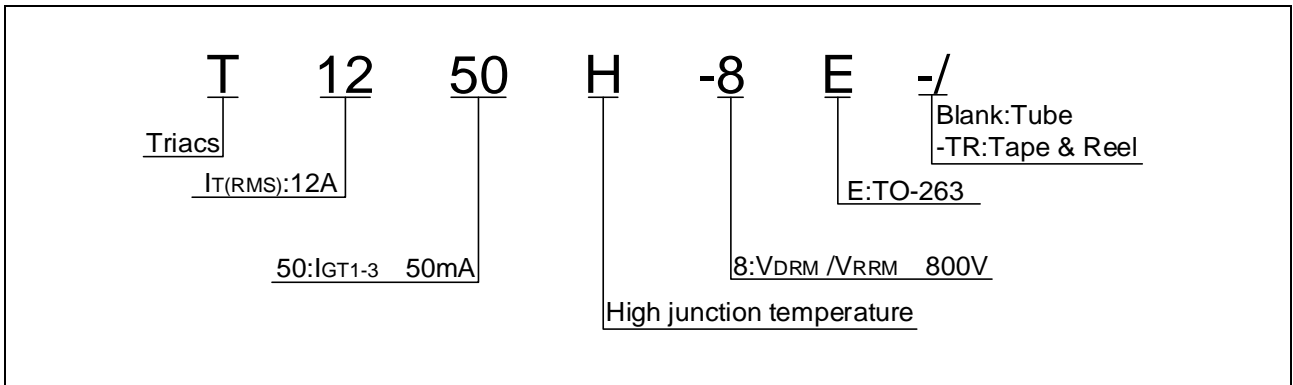 T 12 50 H -8 E -/
Triacs
IT(RMS):12A
50:IGT1-3 50mA
High junction temperature
8:VDRM /VRRM 800V
E:TO-263
Blank:Tube
-TR:Tape & Reel